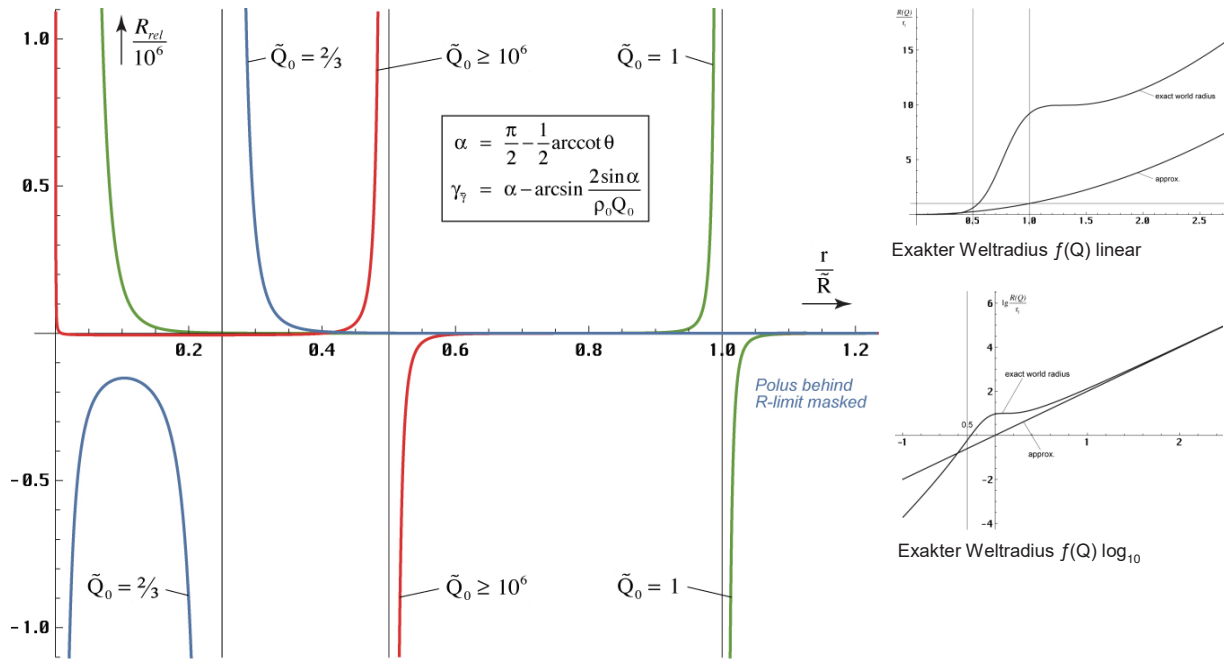 1.0
R_rel / 10⁶
Q̃₀ = ⅔
Q̃₀ ≥ 10⁶
Q̃₀ = 1
α = π/2 − 1/2 arccot θ
γ_γ̄ = α − arcsin 2 sin α / ρ₀Q₀
0.5
r / R̃
0.2
0.4
0.6
0.8
1.0
1.2
Polus behind
R-limit masked
−0.5
Q̃₀ = ⅔
Q̃₀ ≥ 10⁶
Q̃₀ = 1
−1.0
R(Q)
15
exact world radius
10
5
approx.
0.5
1.0
1.5
2.0
2.5
Exakter Weltradius ƒ(Q) linear
6
lg R(Q)
4
exact world radius
2
0.5
-1
1
2
approx.
-2
-4
Exakter Weltradius ƒ(Q) log₁₀